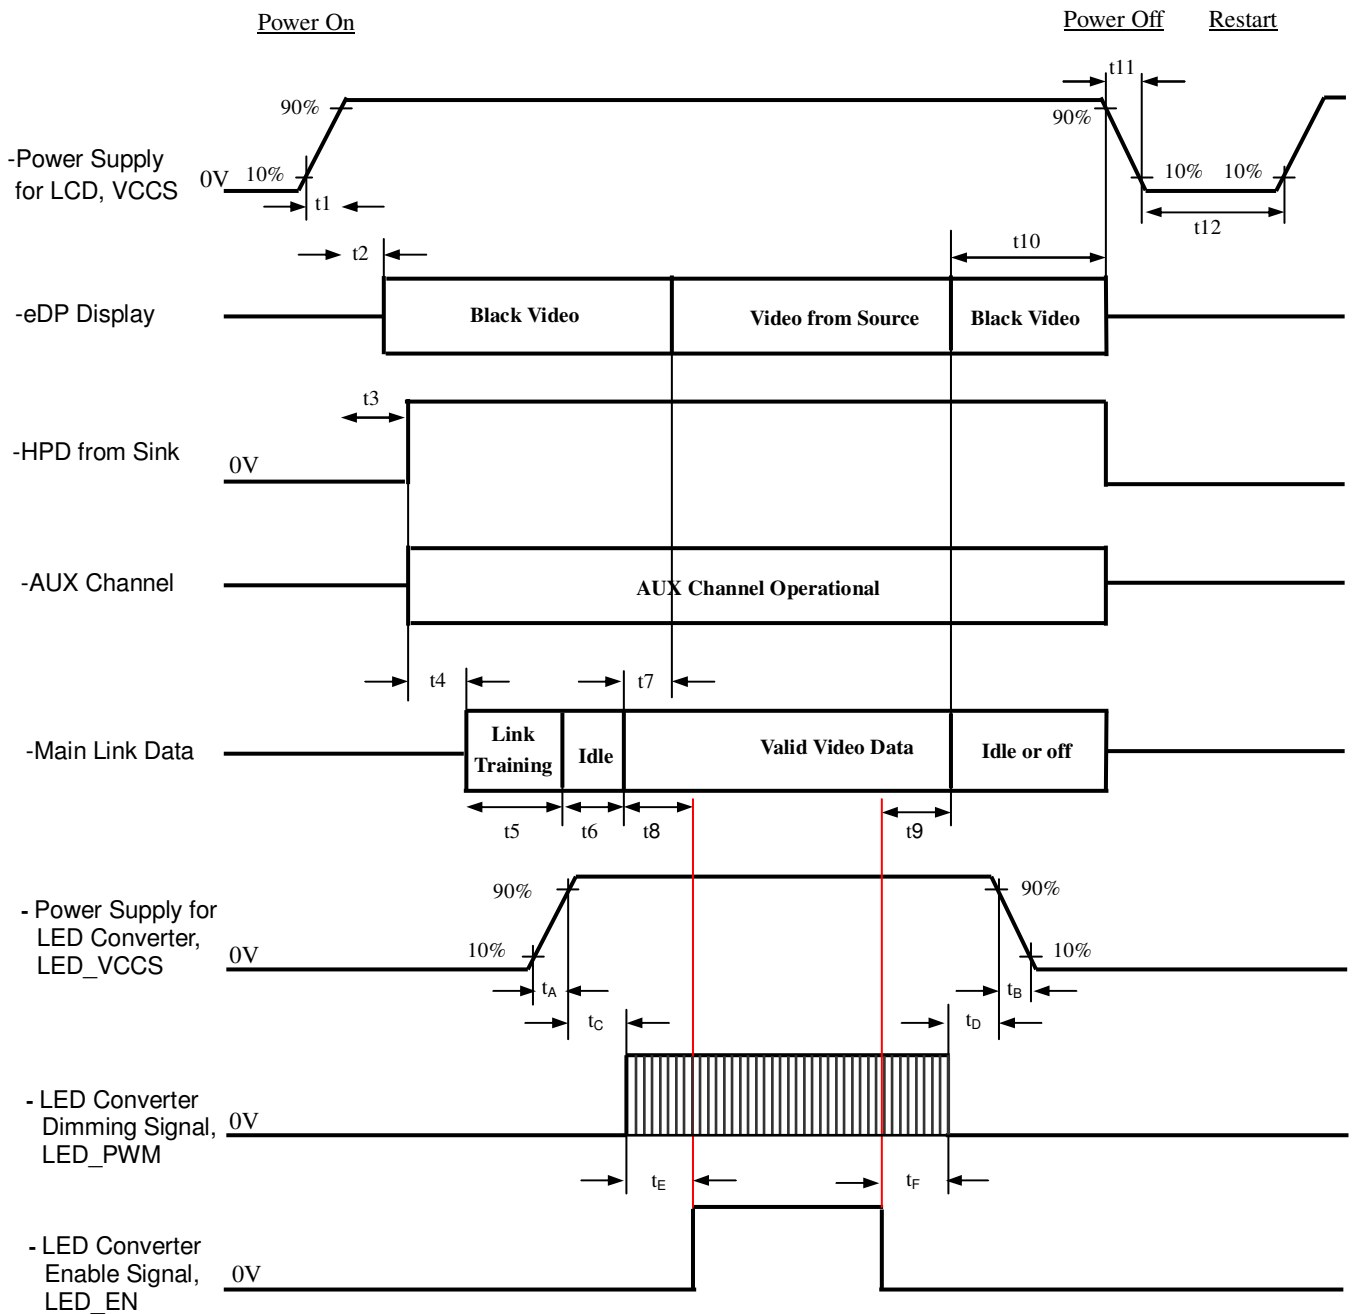 Power On
Power Off
Restart
t11
90%
90%
-Power Supply
for LCD, VCCS
0V
10%
10%
10%
t1
t12
t2
t10
-eDP Display
Black Video
Video from Source
Black Video
t3
-HPD from Sink
0V
-AUX Channel
AUX Channel Operational
t4
t7
-Main Link Data
Link
Training
Idle
Valid Video Data
Idle or off
t5
t6
t8
t9
90%
90%
- Power Supply for
LED Converter,
LED_VCCS
0V
10%
10%
tA
tB
tC
tD
- LED Converter
Dimming Signal,
LED_PWM
0V
tE
tF
- LED Converter
Enable Signal,
LED_EN
0V